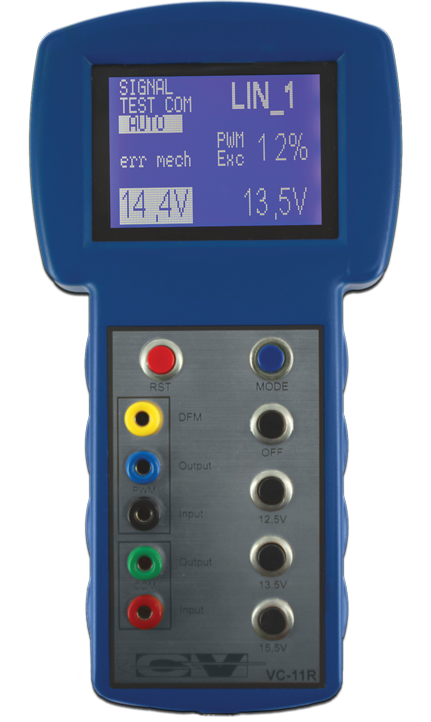 SIGNAL
TEST COM
AUTO
LIN_1
err mech
PWM
Exc
12%
14,4V
13,5V
RST
MODE
DFM
OFF
Output
PWM
12.5V
Input
Output
13.5V
Input
15.5V
CV
VC-11R